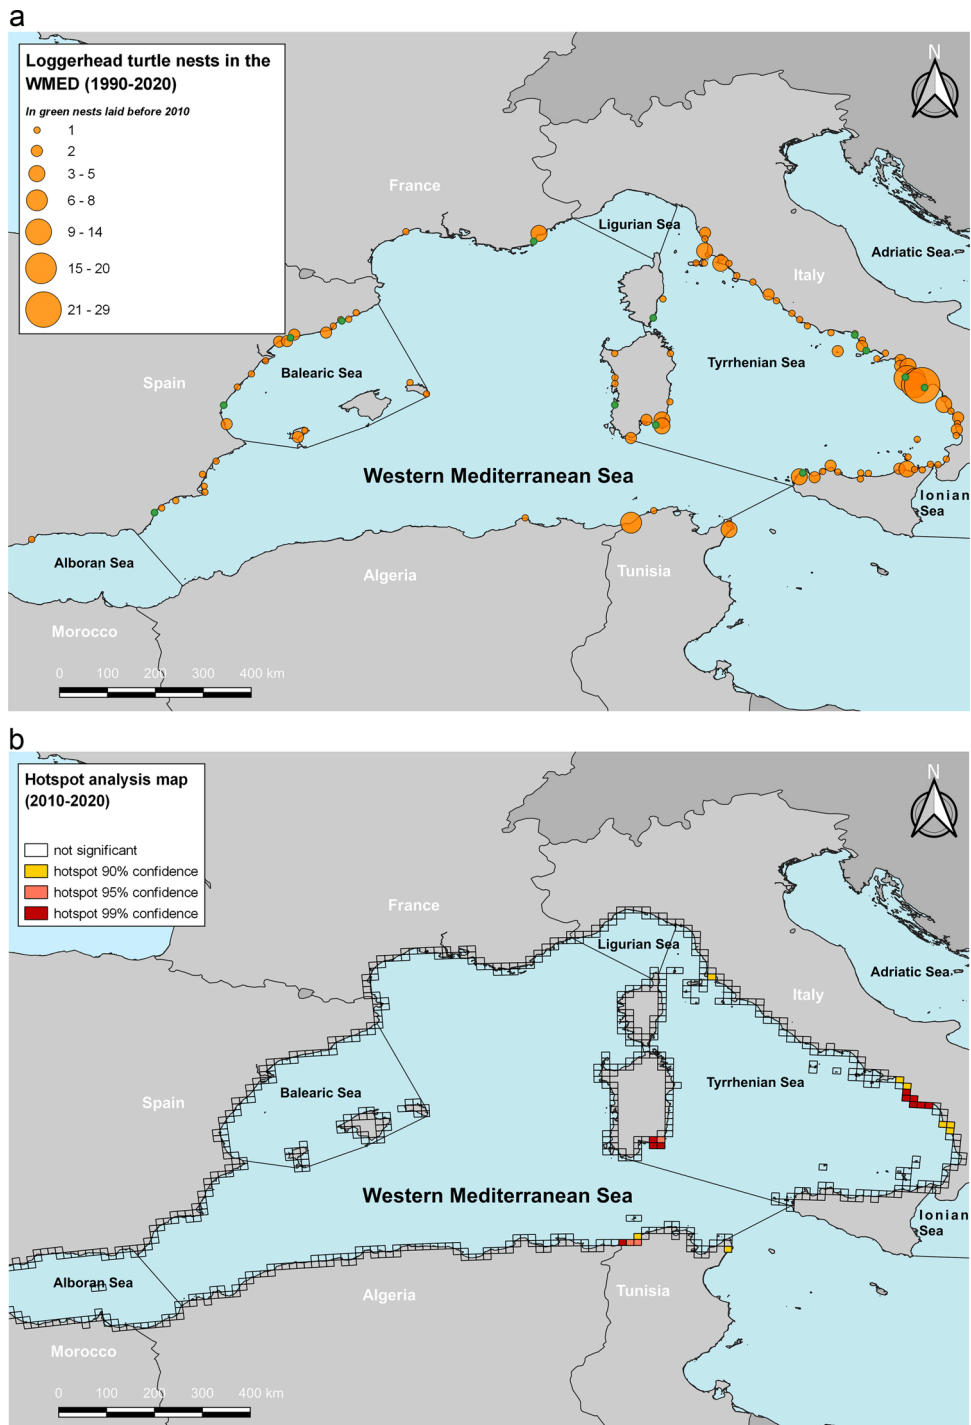 a
Loggerhead turtle nests in the
WMED (1990-2020)
In green nests laid before 2010
1
2
3 - 5
6 - 8
9 - 14
15 - 20
21 - 29
N
France
Ligurian Sea
Adriatic Sea
Italy
Spain
Balearic Sea
Tyrrhenian Sea
Western Mediterranean Sea
Ionian
Sea
Alboran Sea
Algeria
Tunisia
Morocco
0 100 200 300 400 km
b
Hotspot analysis map
(2010-2020)
not significant
hotspot 90% confidence
hotspot 95% confidence
hotspot 99% confidence
N
France
Ligurian Sea
Adriatic Sea
Italy
Spain
Balearic Sea
Tyrrhenian Sea
Western Mediterranean Sea
Ionian
Sea
Alboran Sea
Algeria
Tunisia
Morocco
0 100 200 300 400 km